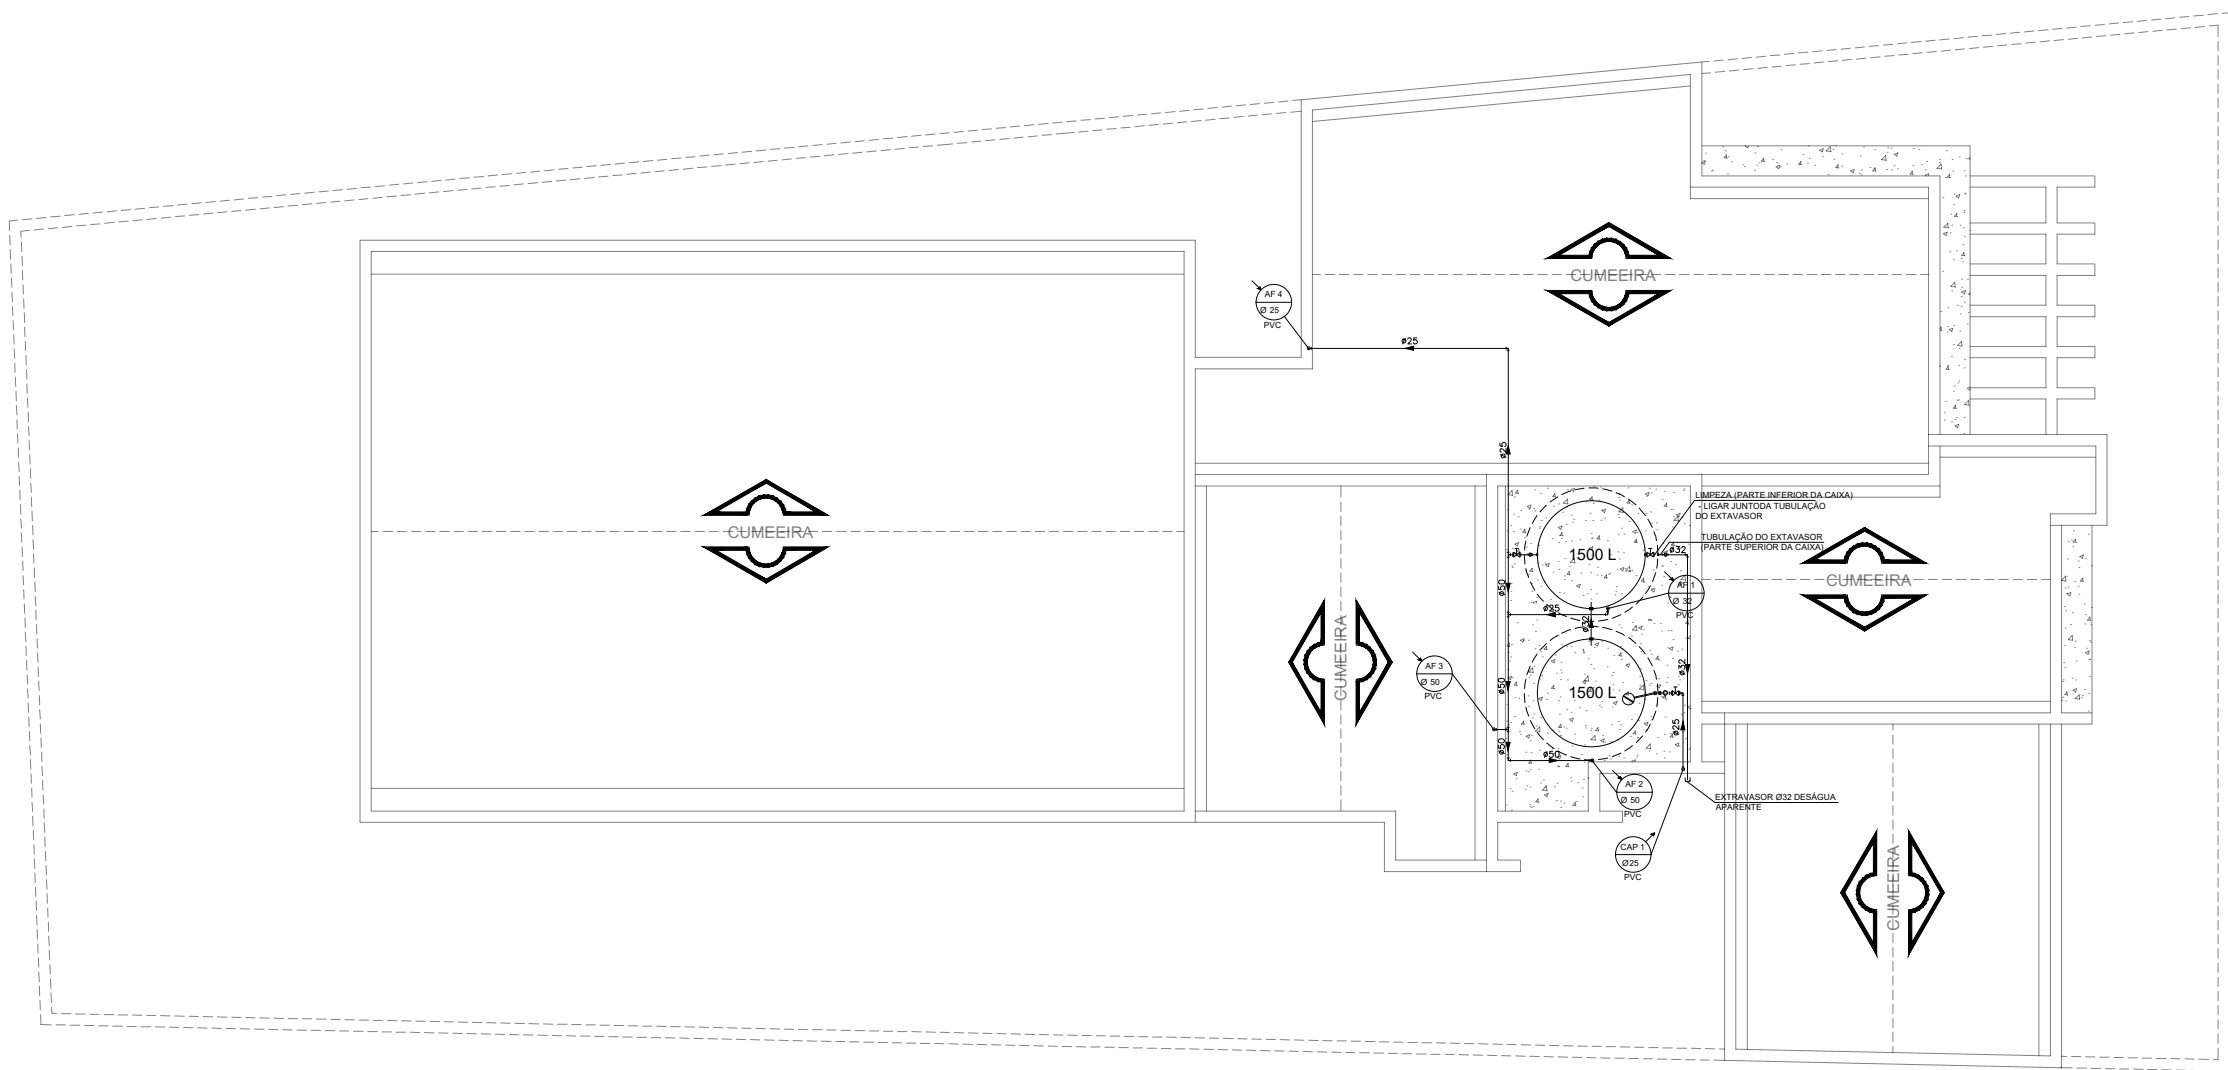 CUMEEIRA
AF 4
Ø 25
PVC
ø25
ø25
CUMEEIRA
LIMPEZA (PARTE INFERIOR DA CAIXA)
- LIGAR JUNTODA TUBULAÇÃO
DO EXTAVASOR
TUBULAÇÃO DO EXTAVASOR
(PARTE SUPERIOR DA CAIXA)
ø32
1500 L
CUMEEIRA
AF 1
Ø 32
PVC
ø50
ø25
ø32
CUMEEIRA
AF 3
Ø 50
PVC
ø50
1500 L
ø32
ø25
ø50
ø50
AF 2
Ø 50
PVC
EXTRAVASOR Ø32 DESÁGUA
APARENTE
CAP 1
Ø25
PVC
CUMEEIRA